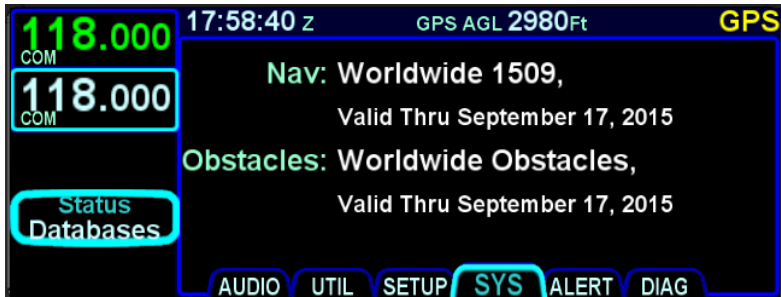 118.000
COM
118.000
COM
Status
Databases
17:58:40 Z GPS AGL 2980Ft GPS
Nav: Worldwide 1509,
Valid Thru September 17, 2015
Obstacles: Worldwide Obstacles,
Valid Thru September 17, 2015
AUDIO UTIL SETUP SYS ALERT DIAG